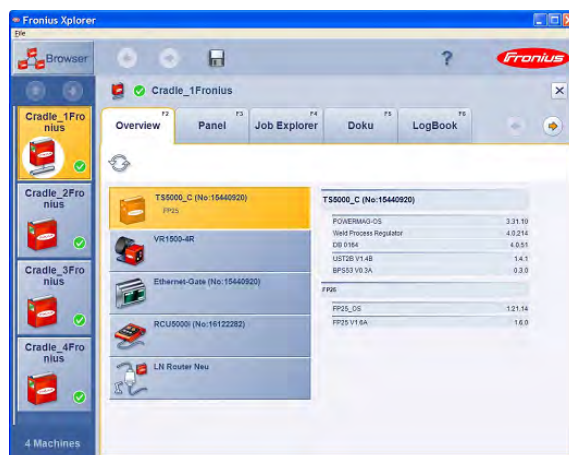 Fronius Xplorer
File
Browser
?
Fronius
Cradle_1Fronius
Cradle_1Fro
nius
Cradle_2Fro
nius
Cradle_3Fro
nius
Cradle_4Fro
nius
4 Machines
F2
Overview
F3
Panel
F4
Job Explorer
F5
Doku
F6
LogBook
TS5000_C (No:15440920)
FP25
VR1500-4R
Ethernet-Gate (No:15440920)
RCU5000i (No:16122282)
LN Router Neu
TS5000_C (No:15440920)
POWERMAG-OS 3.31.10
Weld Process Regulator 4.0.214
DB 0164 4.0.51
UST2B V1.4B 1.4.1
BPS53 V0.3A 0.3.0
FP25
FP25_OS 1.21.14
FP25 V1.6A 1.6.0